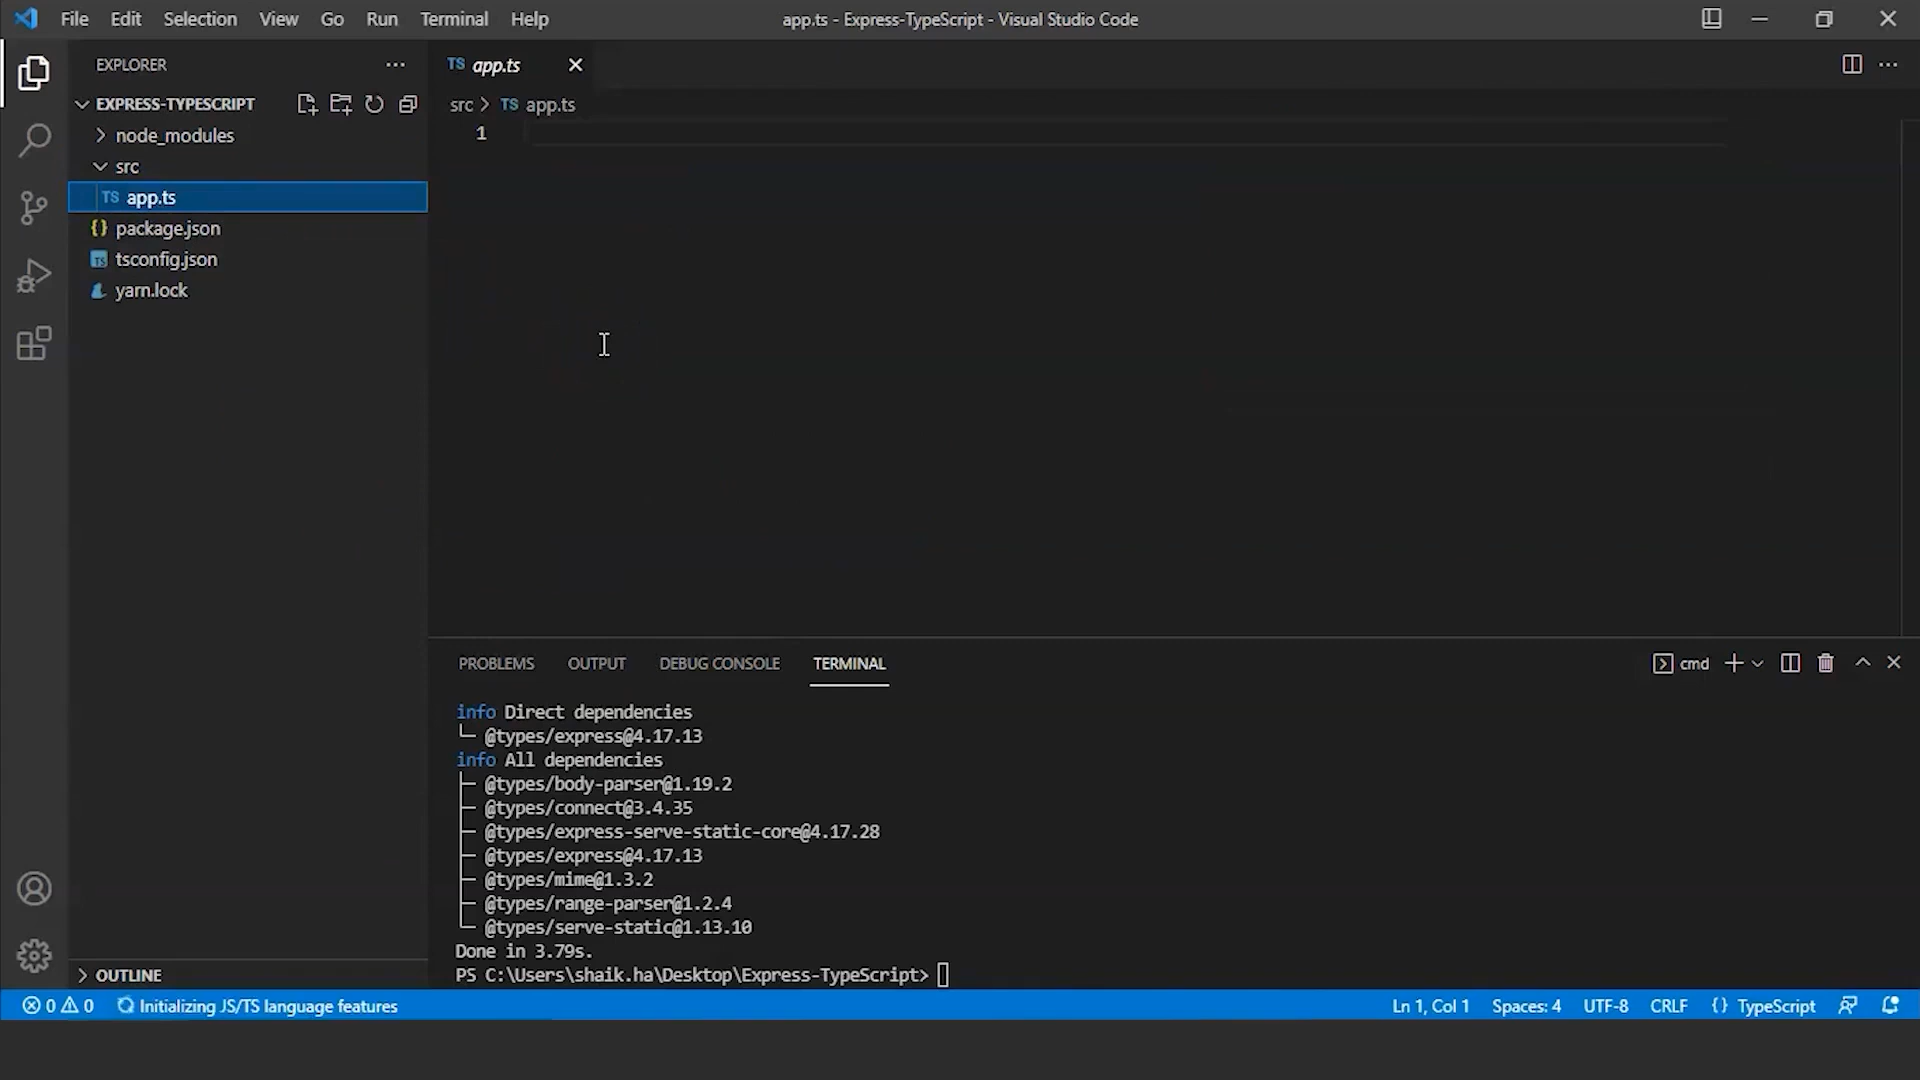 File Edit Selection View Go Run Terminal Help
app.ts - Express-TypeScript - Visual Studio Code
EXPLORER
EXPRESS-TYPESCRIPT
node_modules
src
TS app.ts
{} package.json
TS tsconfig.json
yarn.lock
OUTLINE
TS app.ts
src > TS app.ts
1
PROBLEMS OUTPUT DEBUG CONSOLE TERMINAL
cmd
info Direct dependencies
└─ @types/express@4.17.13
info All dependencies
├─ @types/body-parser@1.19.2
├─ @types/connect@3.4.35
├─ @types/express-serve-static-core@4.17.28
├─ @types/express@4.17.13
├─ @types/mime@1.3.2
├─ @types/range-parser@1.2.4
└─ @types/serve-static@1.13.10
Done in 3.79s.
PS C:\Users\shaik.ha\Desktop\Express-TypeScript>
0 0 Initializing JS/TS language features
Ln 1, Col 1 Spaces: 4 UTF-8 CRLF {} TypeScript